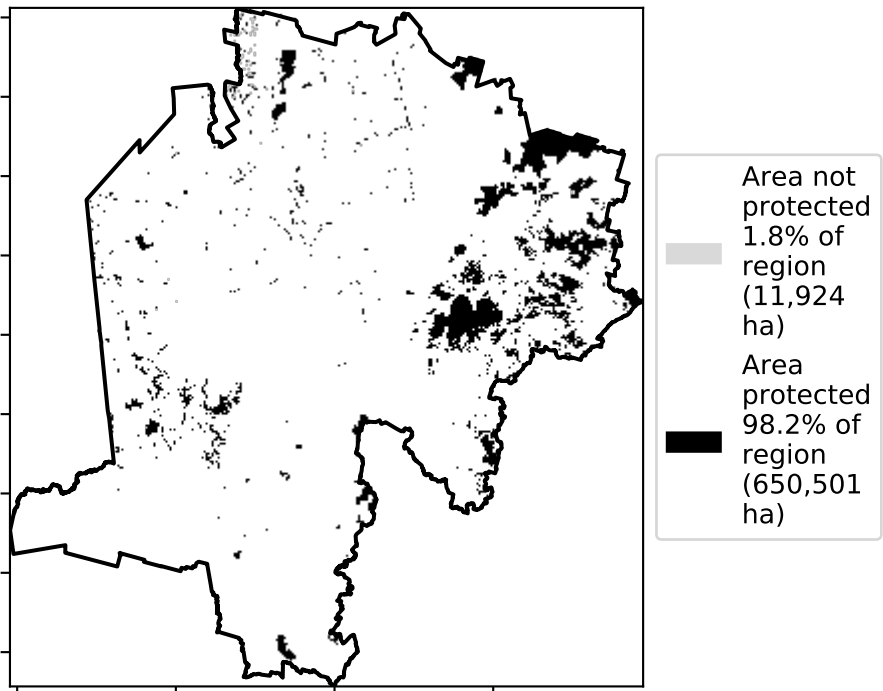 Area not
protected
1.8% of
region
(11,924
ha)
Area
protected
98.2% of
region
(650,501
ha)